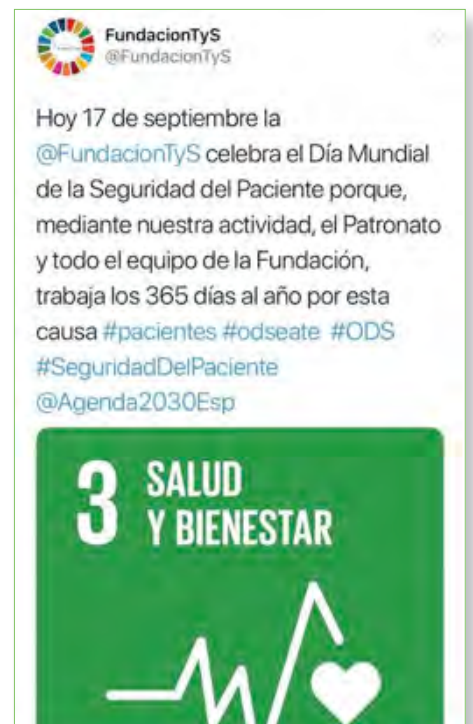 FundacionTyS
@FundacionTyS
Hoy 17 de septiembre la
@FundacionTyS celebra el Día Mundial
de la Seguridad del Paciente porque,
mediante nuestra actividad, el Patronato
y todo el equipo de la Fundación,
trabaja los 365 días al año por esta
causa #pacientes #odseate #ODS
#SeguridadDelPaciente
@Agenda2030Esp
3 SALUD
Y BIENESTAR